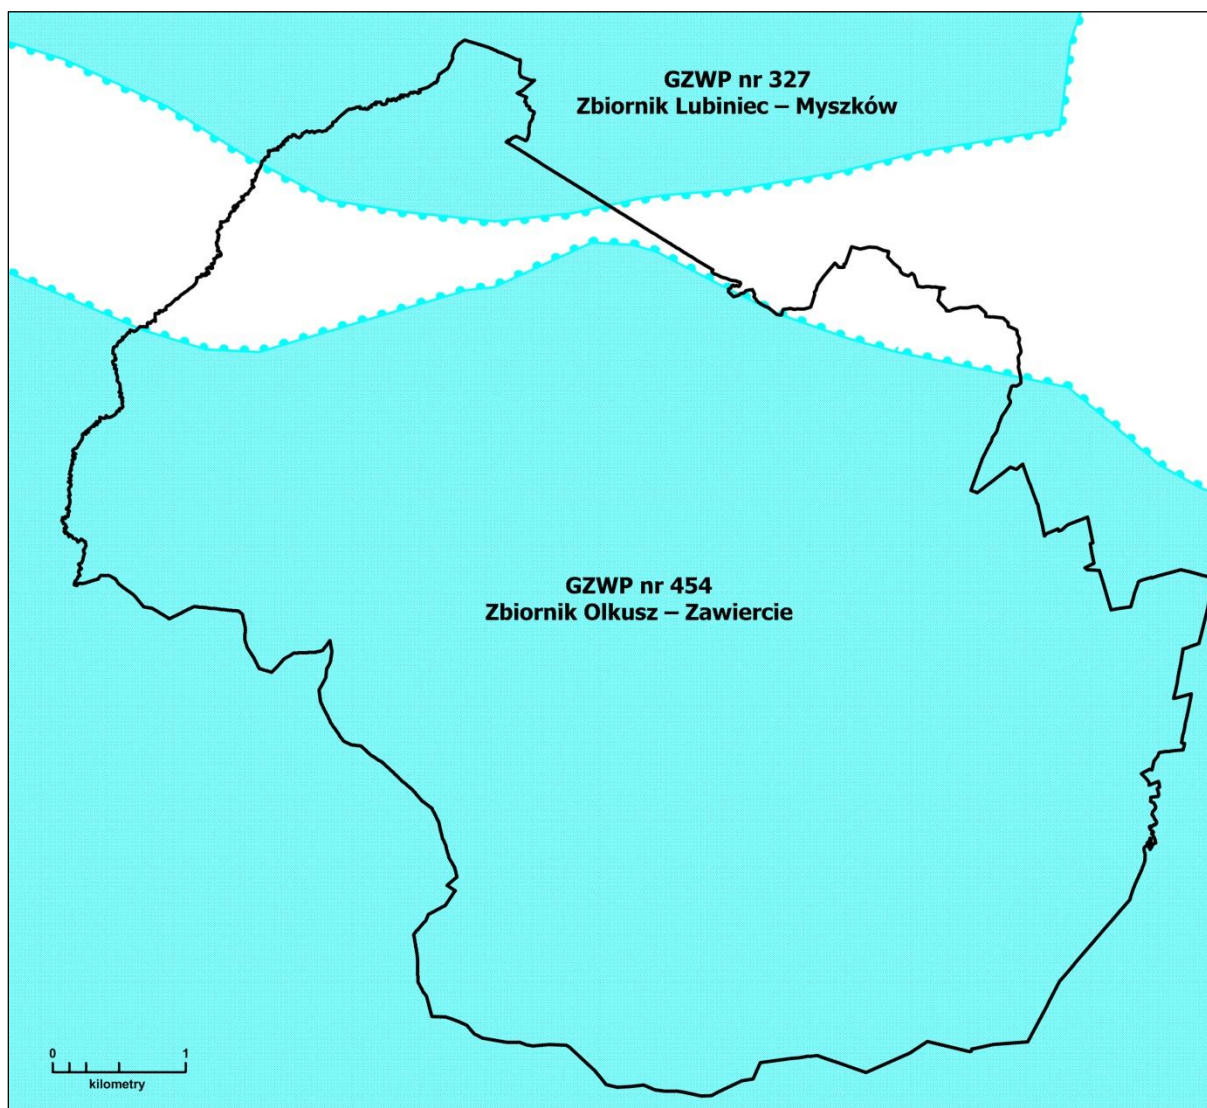 GZWP nr 327
Zbiornik Lubiniec – Myszków
GZWP nr 454
Zbiornik Olkusz – Zawiercie
0 1
kilometry